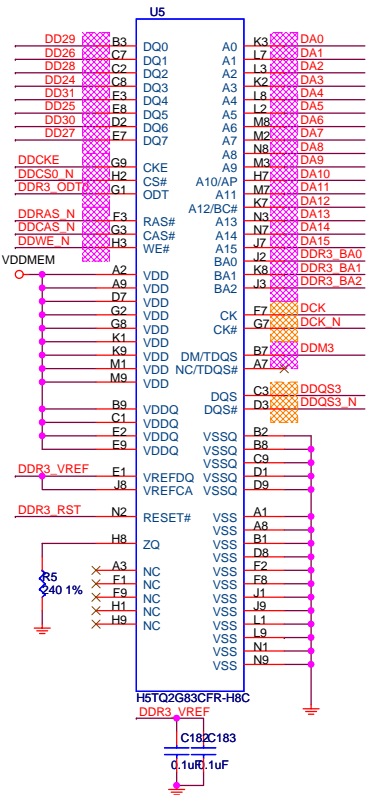 U5
DD29 B3 DQ0 A0 K3 DA0
DD26 C7 DQ1 A1 L7 DA1
DD28 C2 DQ2 A2 L3 DA2
DD24 C8 DQ3 A3 K2 DA3
DD31 E3 DQ4 A4 L8 DA4
DD25 E8 DQ5 A5 L2 DA5
DD30 D2 DQ6 A6 M8 DA6
DD27 E7 DQ7 A7 M2 DA7
A8 N8 DA8
DDCKE G9 CKE A9 M3 DA9
DDCS0_N H2 CS# A10/AP H7 DA10
DDR3_ODT0 G1 ODT A11 M7 DA11
A12/BC# K7 DA12
DDRAS_N F3 RAS# A13 N3 DA13
DDCAS_N G3 CAS# A14 N7 DA14
DDWE_N H3 WE# A15 J7 DA15
BA0 J2 DDR3_BA0
VDDMEM A2 VDD BA1 K8 DDR3_BA1
A9 VDD BA2 J3 DDR3_BA2
D7 VDD
G2 VDD CK F7 DCK
G8 VDD CK# G7 DCK_N
K1 VDD
K9 VDD DM/TDQS B7 DDM3
M1 VDD NC/TDQS# A7
M9 VDD
DQS C3 DDQS3
B9 VDDQ DQS# D3 DDQS3_N
C1 VDDQ
E2 VDDQ VSSQ B2
E9 VDDQ VSSQ B8
VSSQ C9
DDR3_VREF E1 VREFDQ VSSQ D1
J8 VREFCA VSSQ D9
DDR3_RST N2 RESET# VSS A1
VSS A8
H8 ZQ VSS B1
VSS D8
A3 NC VSS F2
R5 F1 NC VSS F8
240 1% F9 NC VSS J1
H1 NC VSS J9
H9 NC VSS L1
VSS L9
VSS N1
VSS N9
H5TQ2G83CFR-H8C
DDR3_VREF
C182 C183
0.1uF 0.1uF